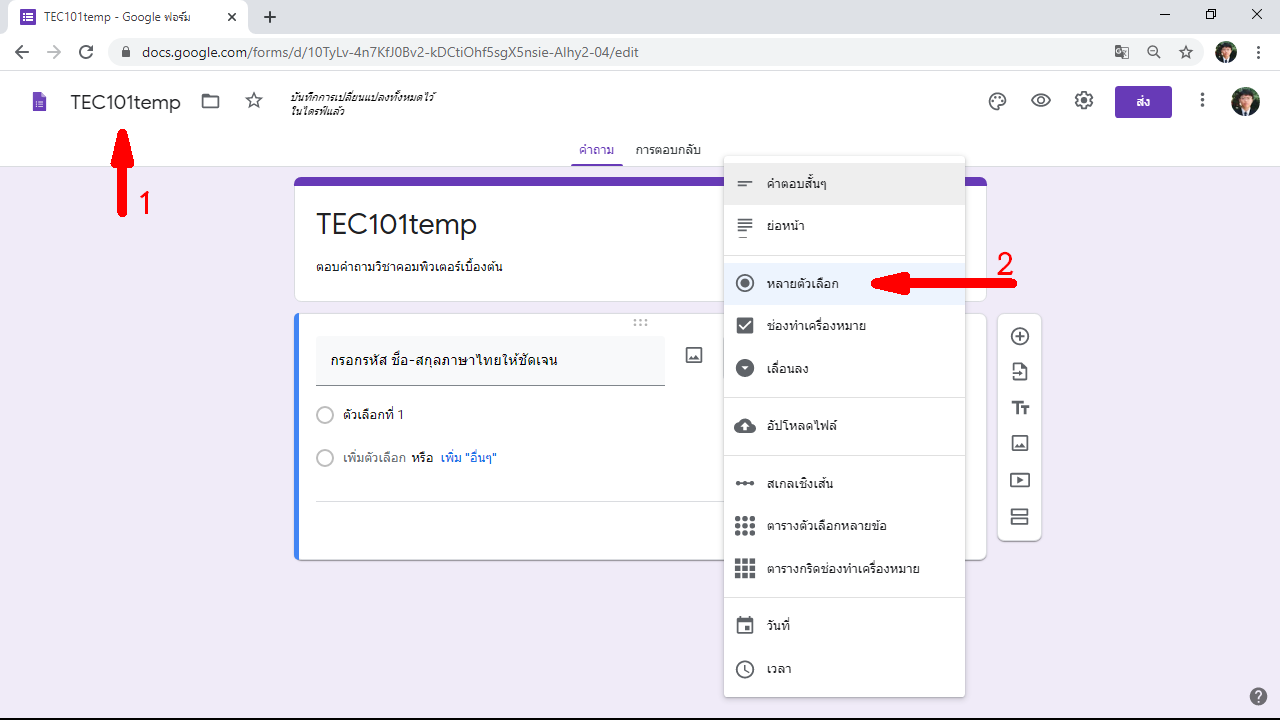 TEC101temp - Google ฟอร์ม
docs.google.com/forms/d/10TyLv-4n7KfJ0Bv2-kDCtiOhf5sgX5nsie-Alhy2-04/edit
TEC101temp
บันทึกการเปลี่ยนแปลงทั้งหมดไว้
ในไดรฟ์แล้ว
ส่ง
คำถาม การตอบกลับ
1
TEC101temp
ตอบคำถามวิชาคอมพิวเตอร์เบื้องต้น
กรอกรหัส ชื่อ-สกุลภาษาไทยให้ชัดเจน
ตัวเลือกที่ 1
เพิ่มตัวเลือก หรือ เพิ่ม "อื่นๆ"
คำตอบสั้นๆ
ย่อหน้า
2
หลายตัวเลือก
ช่องทำเครื่องหมาย
เลื่อนลง
อัปโหลดไฟล์
สเกลเชิงเส้น
ตารางตัวเลือกหลายข้อ
ตารางกริดช่องทำเครื่องหมาย
วันที่
เวลา